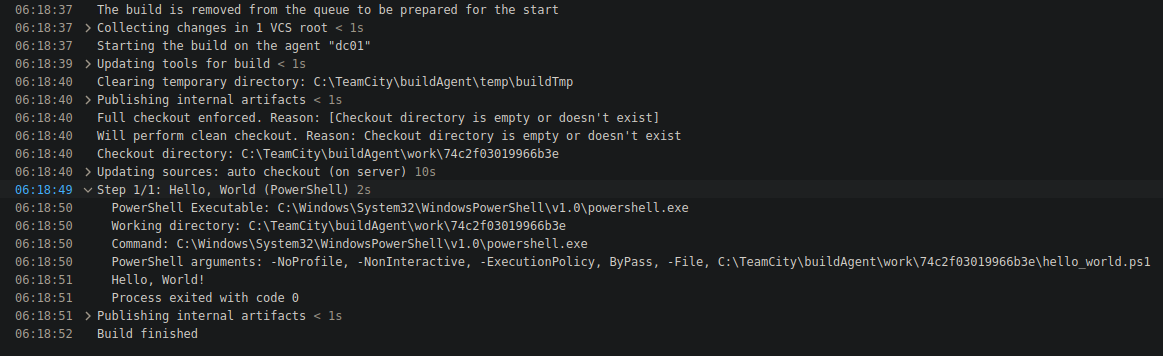 06:18:37 The build is removed from the queue to be prepared for the start
06:18:37 > Collecting changes in 1 VCS root < 1s
06:18:37 Starting the build on the agent "dc01"
06:18:39 > Updating tools for build < 1s
06:18:40 Clearing temporary directory: C:\TeamCity\buildAgent\temp\buildTmp
06:18:40 > Publishing internal artifacts < 1s
06:18:40 Full checkout enforced. Reason: [Checkout directory is empty or doesn't exist]
06:18:40 Will perform clean checkout. Reason: Checkout directory is empty or doesn't exist
06:18:40 Checkout directory: C:\TeamCity\buildAgent\work\74c2f03019966b3e
06:18:40 > Updating sources: auto checkout (on server) 10s
06:18:49 Step 1/1: Hello, World (PowerShell) 2s
06:18:50 PowerShell Executable: C:\Windows\System32\WindowsPowerShell\v1.0\powershell.exe
06:18:50 Working directory: C:\TeamCity\buildAgent\work\74c2f03019966b3e
06:18:50 Command: C:\Windows\System32\WindowsPowerShell\v1.0\powershell.exe
06:18:50 PowerShell arguments: -NoProfile, -NonInteractive, -ExecutionPolicy, ByPass, -File, C:\TeamCity\buildAgent\work\74c2f03019966b3e\hello_world.ps1
06:18:51 Hello, World!
06:18:51 Process exited with code 0
06:18:51 > Publishing internal artifacts < 1s
06:18:52 Build finished